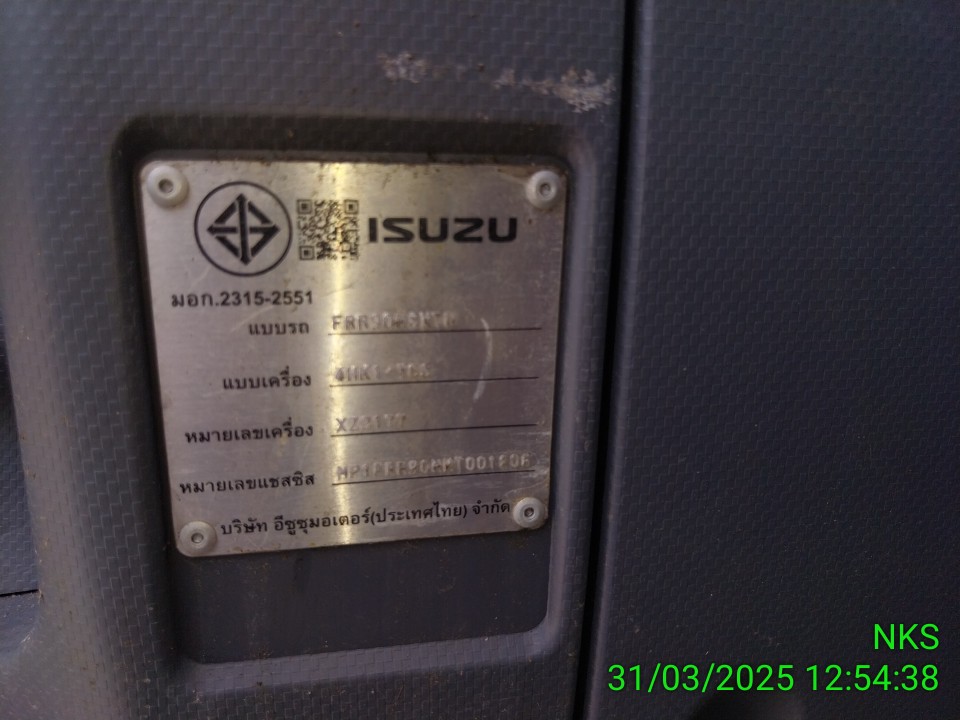 ISUZU
มอก.2315-2551
แบบรถ
แบบเครื่อง
หมายเลขเครื่อง
หมายเลขแชสซิส
บริษัท อีซูซุมอเตอร์(ประเทศไทย) จำกัด
NKS
31/03/2025 12:54:38